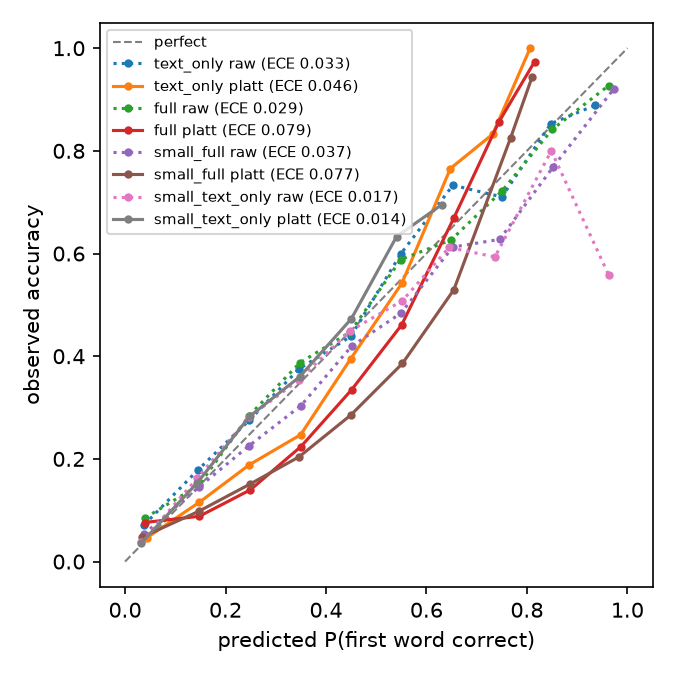 perfect
text_only raw (ECE 0.033)
text_only platt (ECE 0.046)
full raw (ECE 0.029)
full platt (ECE 0.079)
small_full raw (ECE 0.037)
small_full platt (ECE 0.077)
small_text_only raw (ECE 0.017)
small_text_only platt (ECE 0.014)
observed accuracy
1.0
0.8
0.6
0.4
0.2
0.0
0.0 0.2 0.4 0.6 0.8 1.0
predicted P(first word correct)